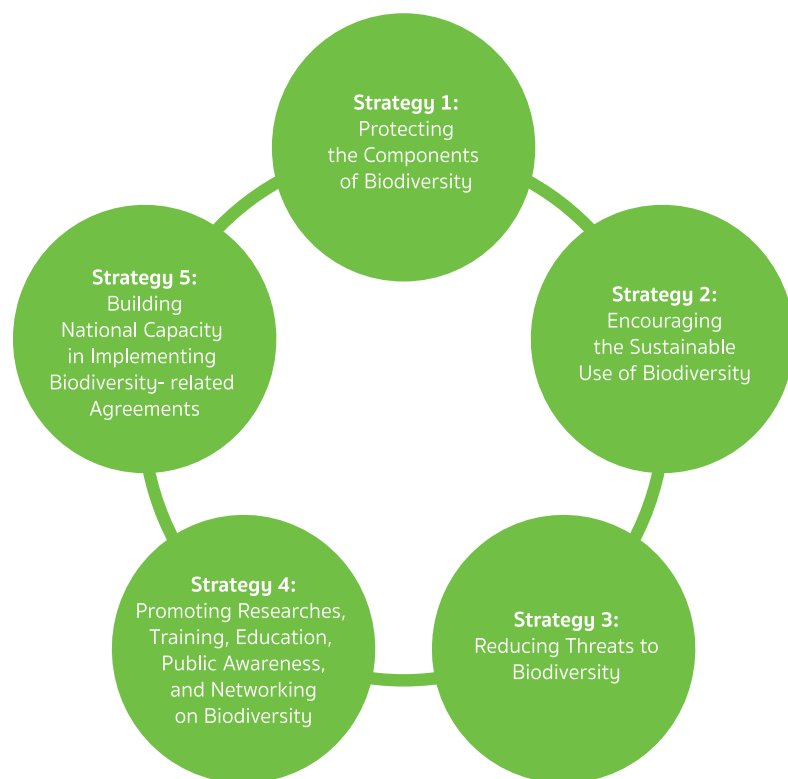 Strategy 1:
Protecting
the Components
of Biodiversity
Strategy 2:
Encouraging
the Sustainable
Use of Biodiversity
Strategy 3:
Reducing Threats to
Biodiversity
Strategy 4:
Promoting Researches,
Training, Education,
Public Awareness,
and Networking
on Biodiversity
Strategy 5:
Building
National Capacity
in Implementing
Biodiversity- related
Agreements